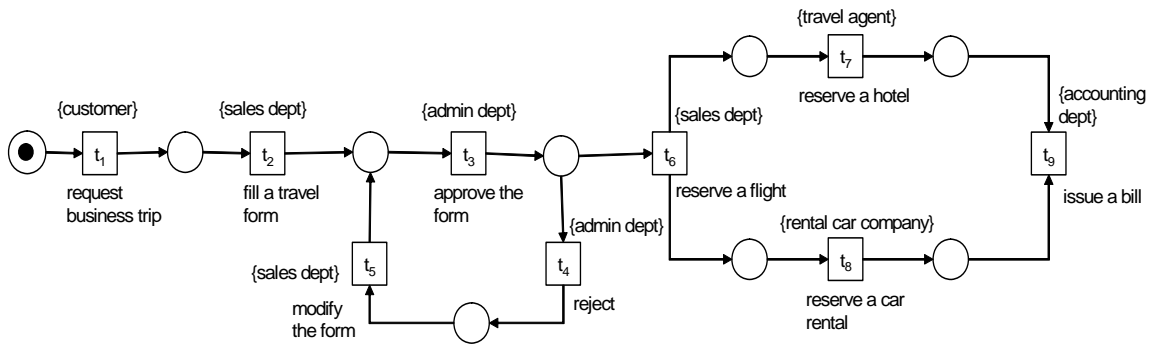 {travel agent}
t7
reserve a hotel
{customer}
{sales dept}
{admin dept}
{sales dept}
{accounting
dept}
t1
t2
t3
t6
t9
request
business trip
fill a travel
form
approve the
form
reserve a flight
issue a bill
{admin dept}
{rental car company}
{sales dept}
t5
t4
t8
modify
the form
reject
reserve a car
rental